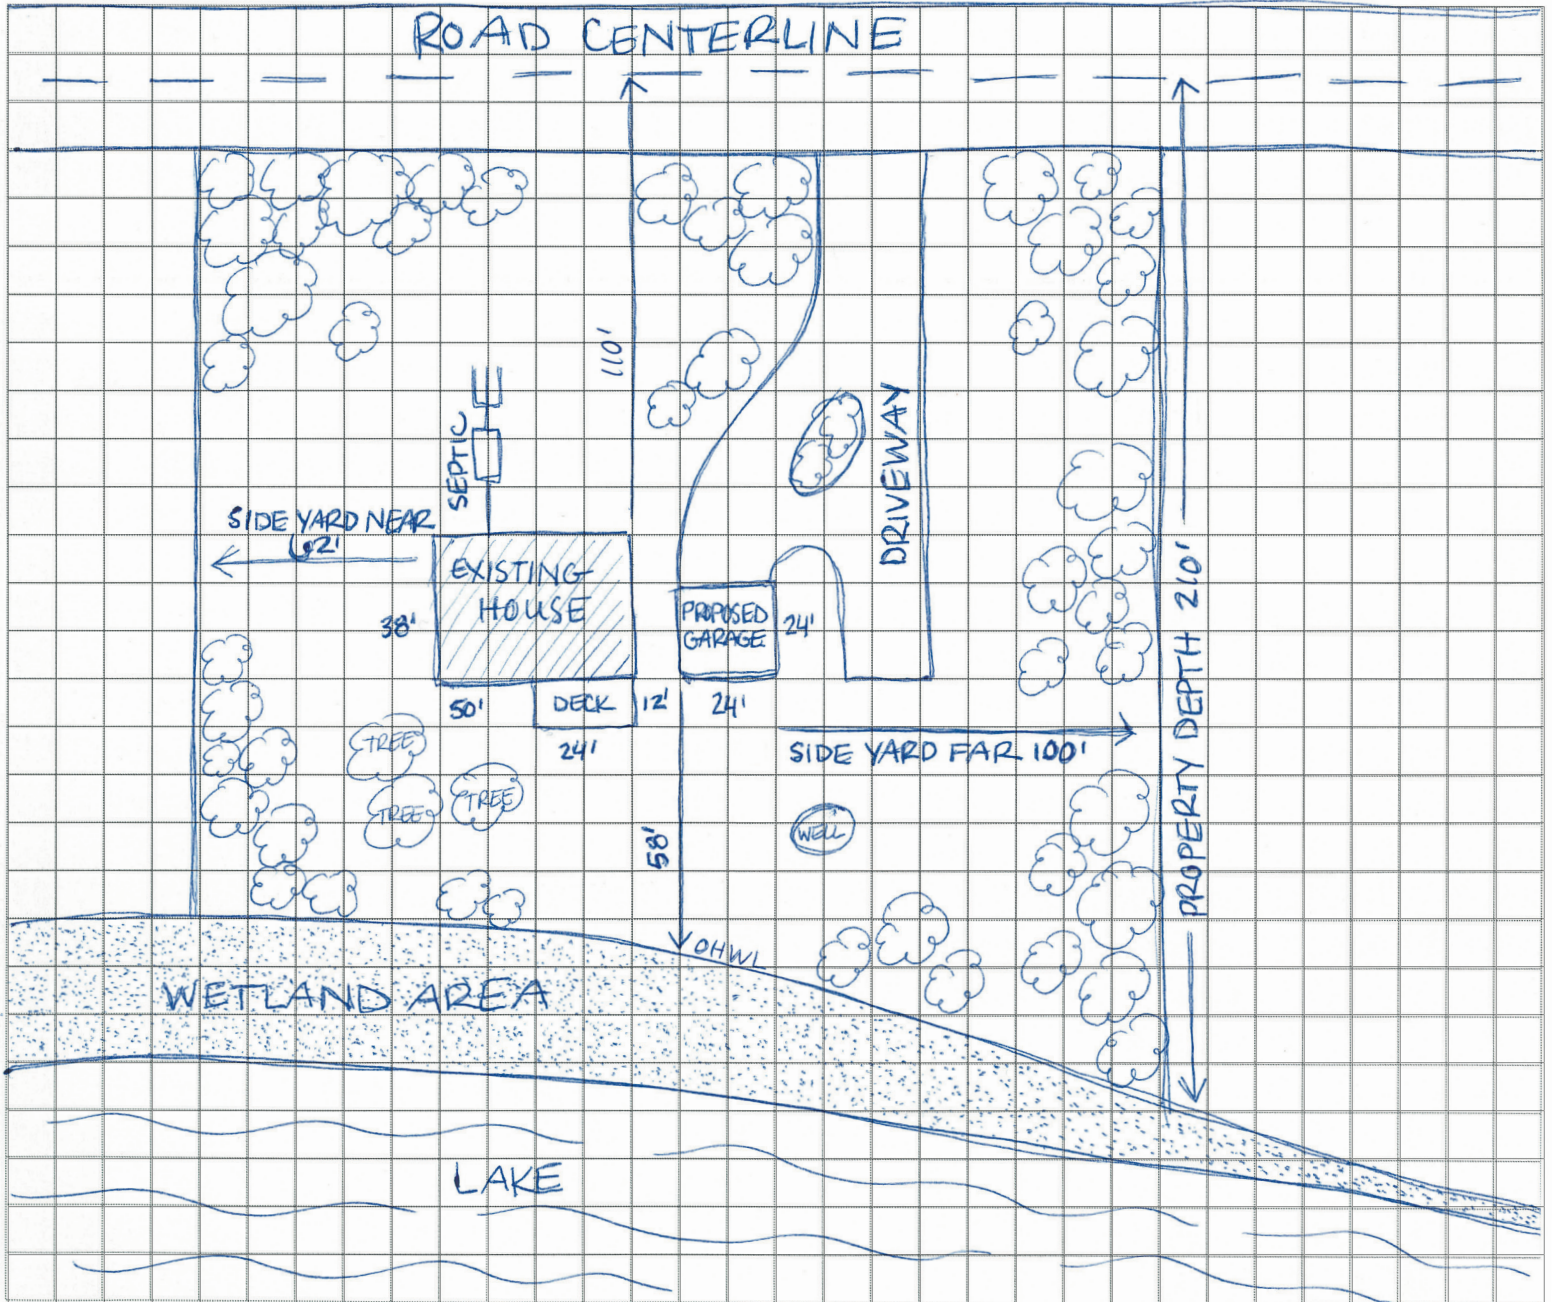 ROAD CENTERLINE
110'
SEPTIC
DRIVEWAY
SIDE YARD NEAR
62'
EXISTING
HOUSE
38'
50'
DECK
12'
24'
PROPOSED
GARAGE
24'
24'
SIDE YARD FAR 100'
PROPERTY DEPTH 210'
TREE
TREE
TREE
WELL
58'
OHWL
WETLAND AREA
LAKE